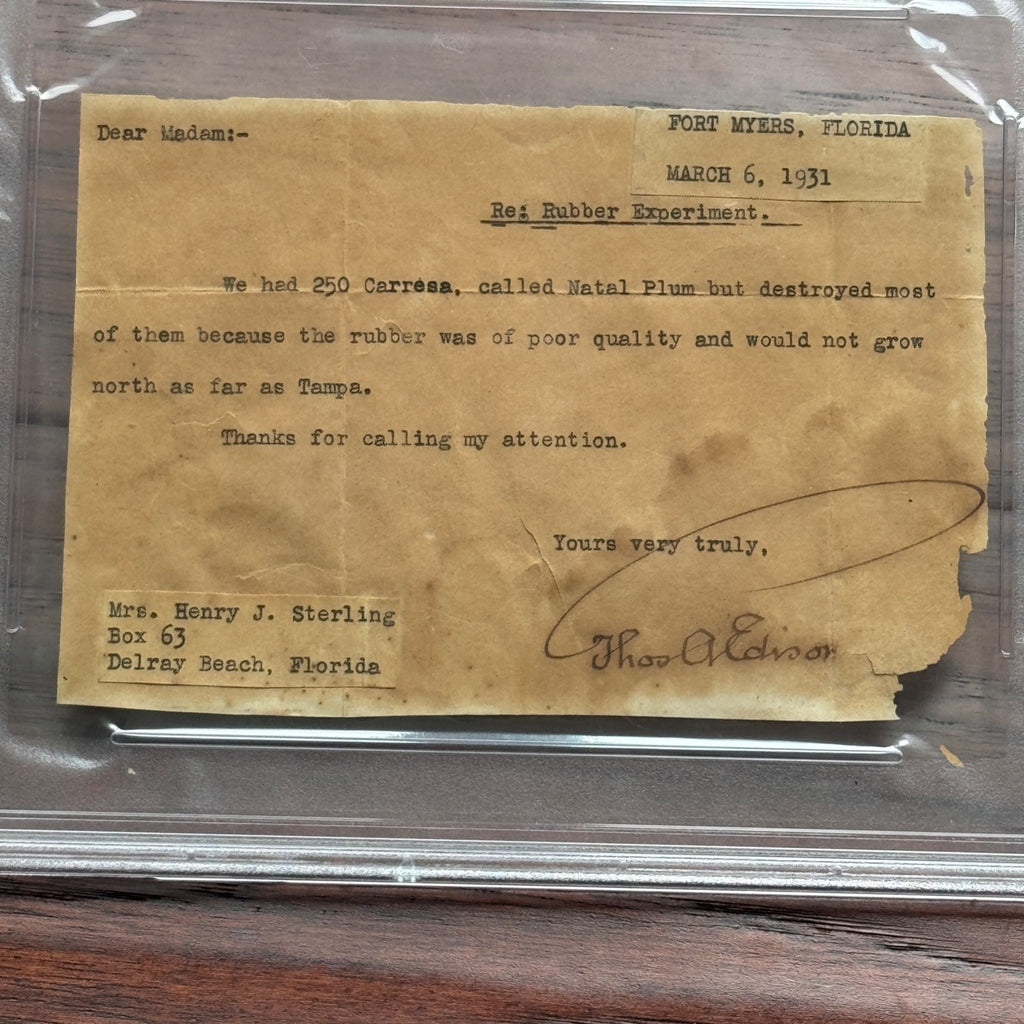 Dear Madam:-
FORT MYERS, FLORIDA
MARCH 6, 1931
Re: Rubber Experiment.
We had 250 Carresa, called Natal Plum but destroyed most
of them because the rubber was of poor quality and would not grow
north as far as Tampa.
Thanks for calling my attention.
Yours very truly,
Thos A Edison
Mrs. Henry J. Sterling
Box 63
Delray Beach, Florida